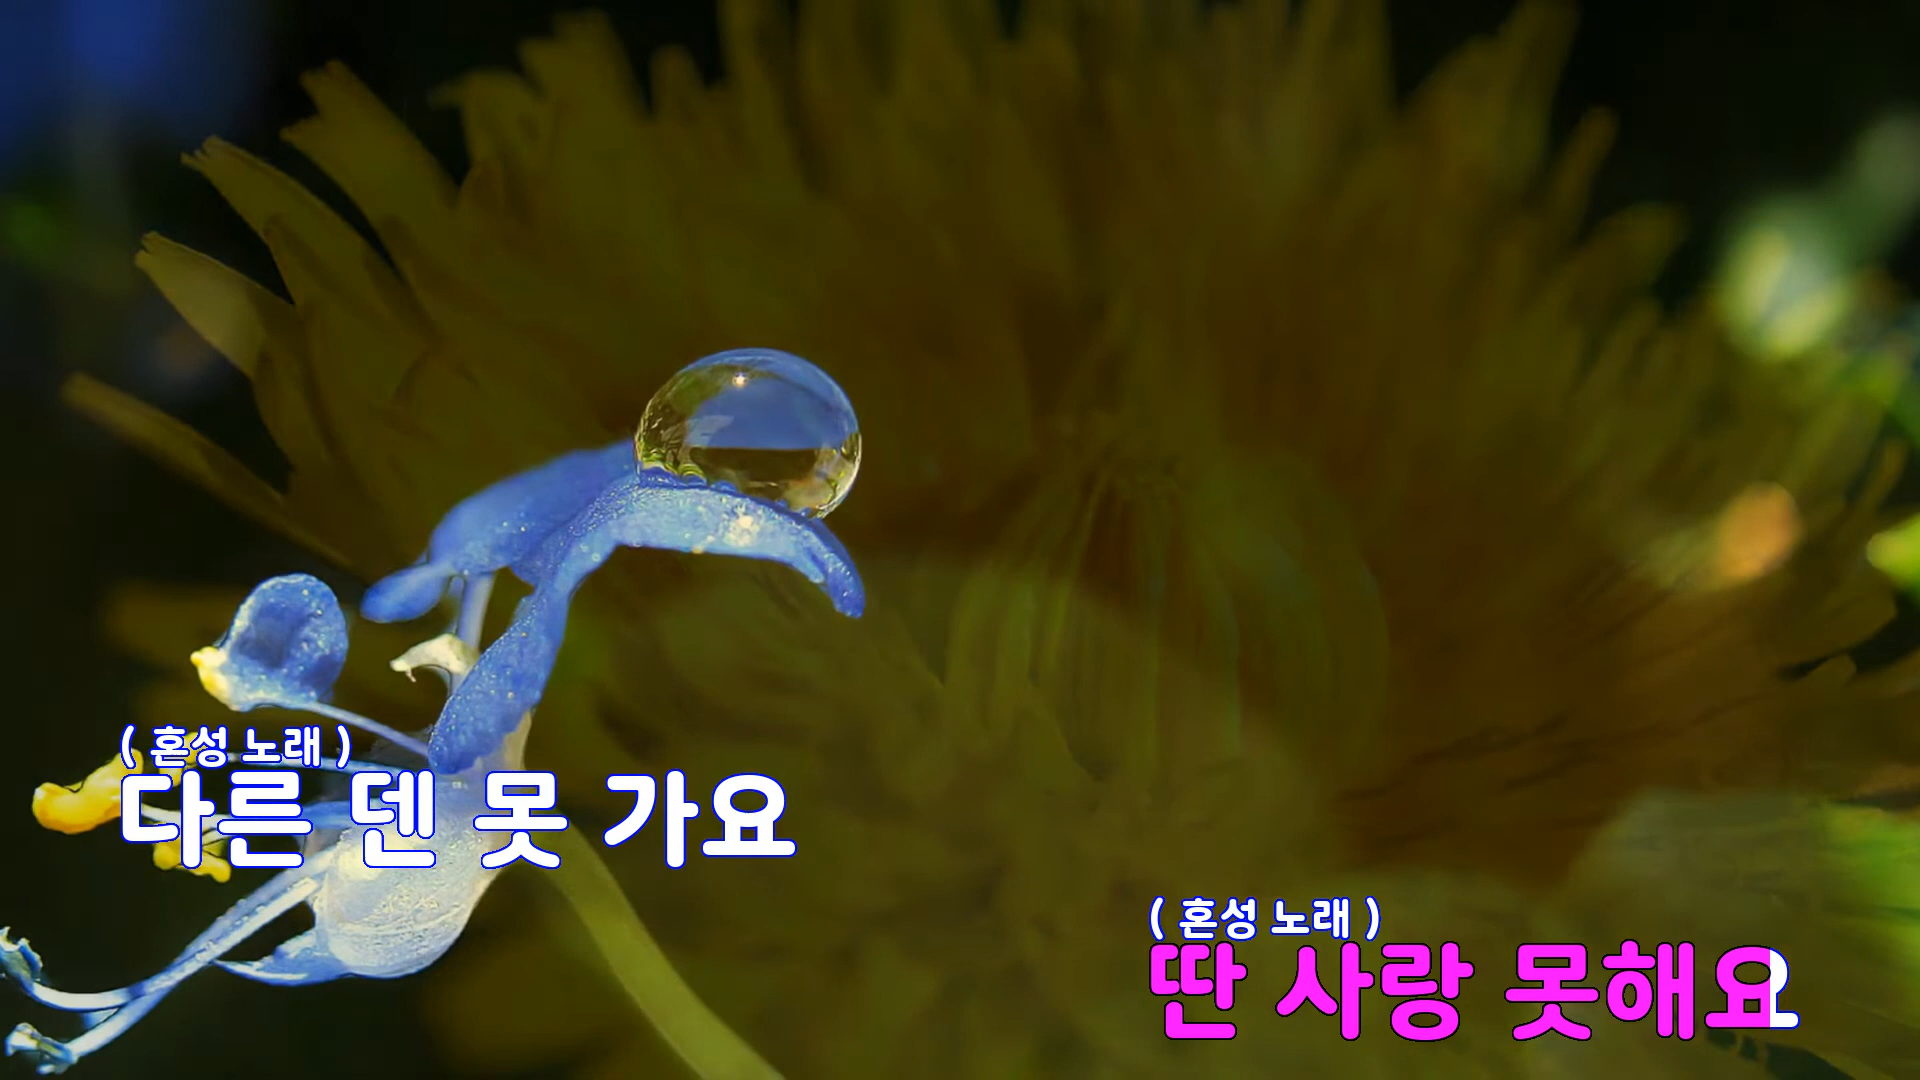 ( 혼성 노래 )
다른 덴 못 가요
( 혼성 노래 )
딴 사랑 못해요